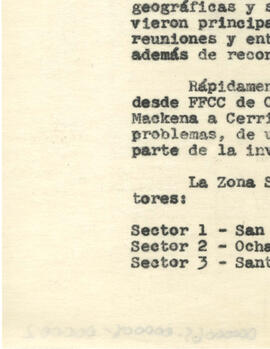 geográficas y s
vieron principa
reuniones y ent
además de recor
Rápidamen
desde FFCC de C
Mackena a Cerri
problemas, de u
parte de la inv
La Zona S
tores:
Sector 1 - San
Sector 2 - Ocha
Sector 3 - Sant